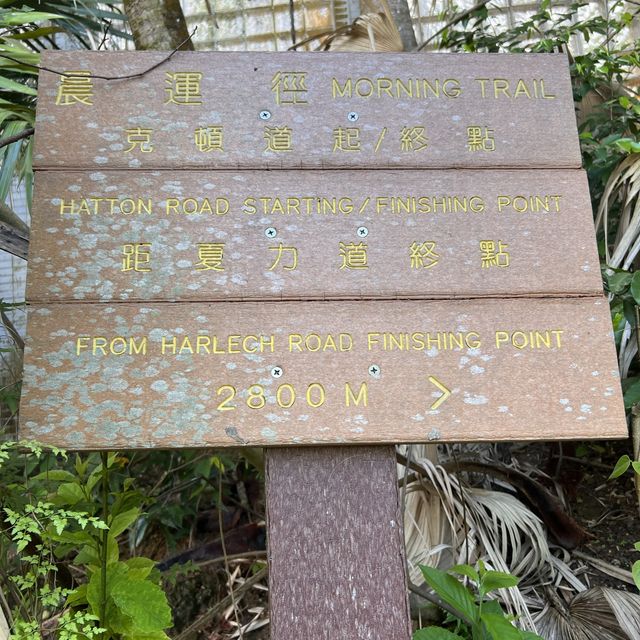 晨運徑 MORNING TRAIL
克頓道起/終點
HATTON ROAD STARTING/FINISHING POINT
距夏力道終點
FROM HARLECH ROAD FINISHING POINT
2800 M >